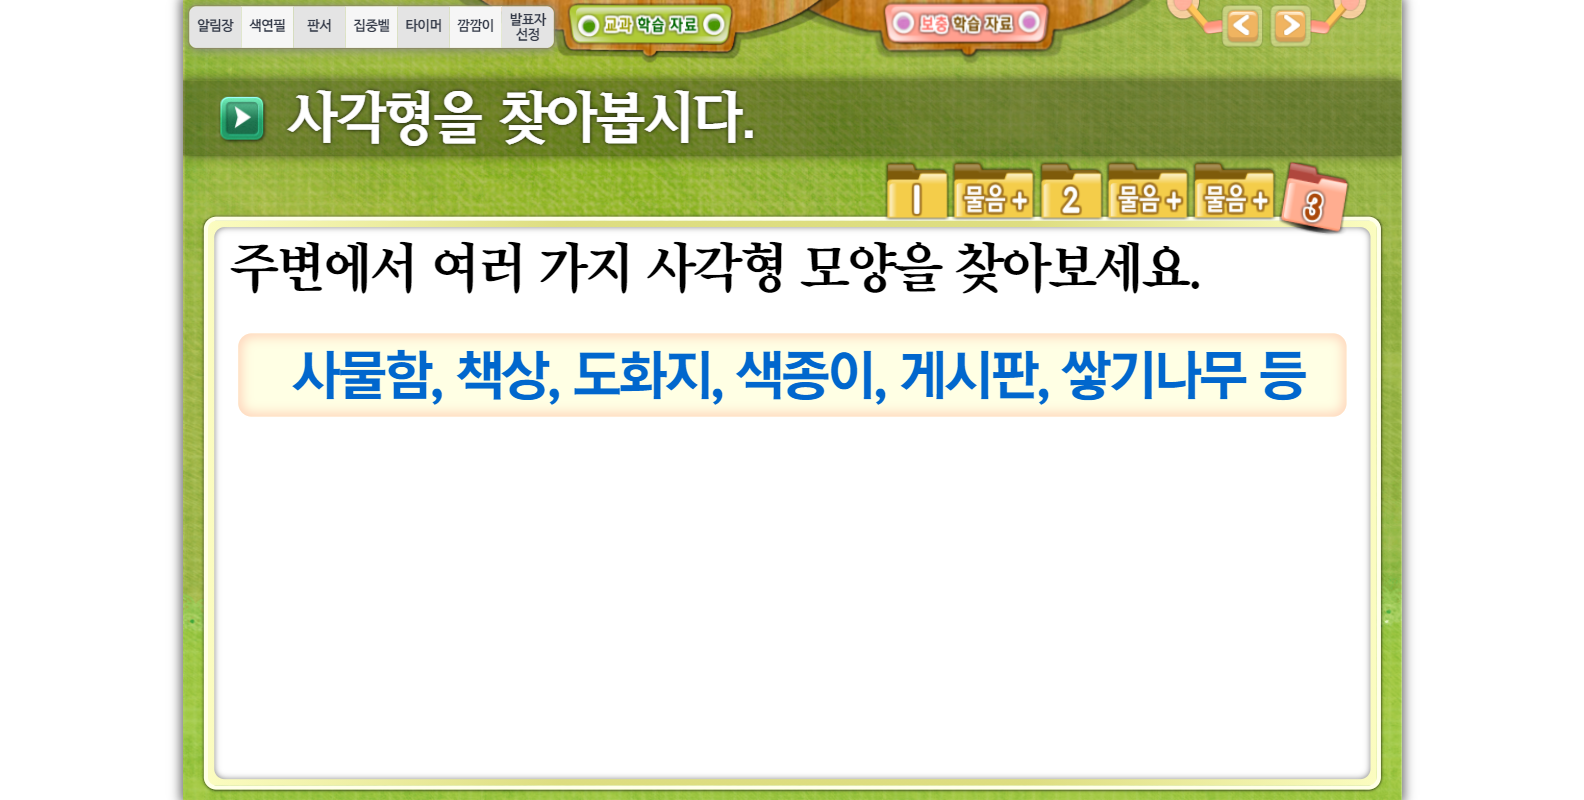 알림장 색연필 판서 집중벨 타이머 깜깜이 발표자 선정
교과 학습 자료 보충 학습 자료
사각형을 찾아봅시다.
1 물음+ 2 물음+ 물음+ 3
주변에서 여러 가지 사각형 모양을 찾아보세요.
사물함, 책상, 도화지, 색종이, 게시판, 쌓기나무 등